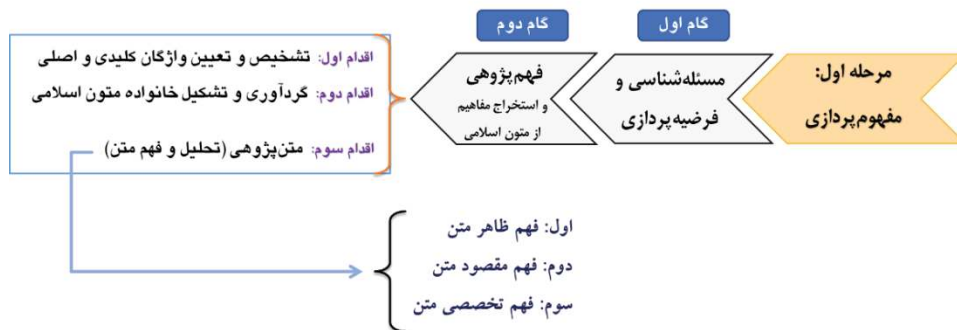 گام اول
گام دوم
مرحله اول:
مفهوم‌پردازی
مسئله‌شناسی و
فرضیه‌پردازی
فهم‌پژوهی
و استخراج مفاهیم
از متون اسلامی
اقدام اول: تشخیص و تعیین واژگان کلیدی و اصلی
اقدام دوم: گردآوری و تشکیل خانواده متون اسلامی
اقدام سوم: متن‌پژوهی (تحلیل و فهم متن)
اول: فهم ظاهر متن
دوم: فهم مقصود متن
سوم: فهم تخصصی متن